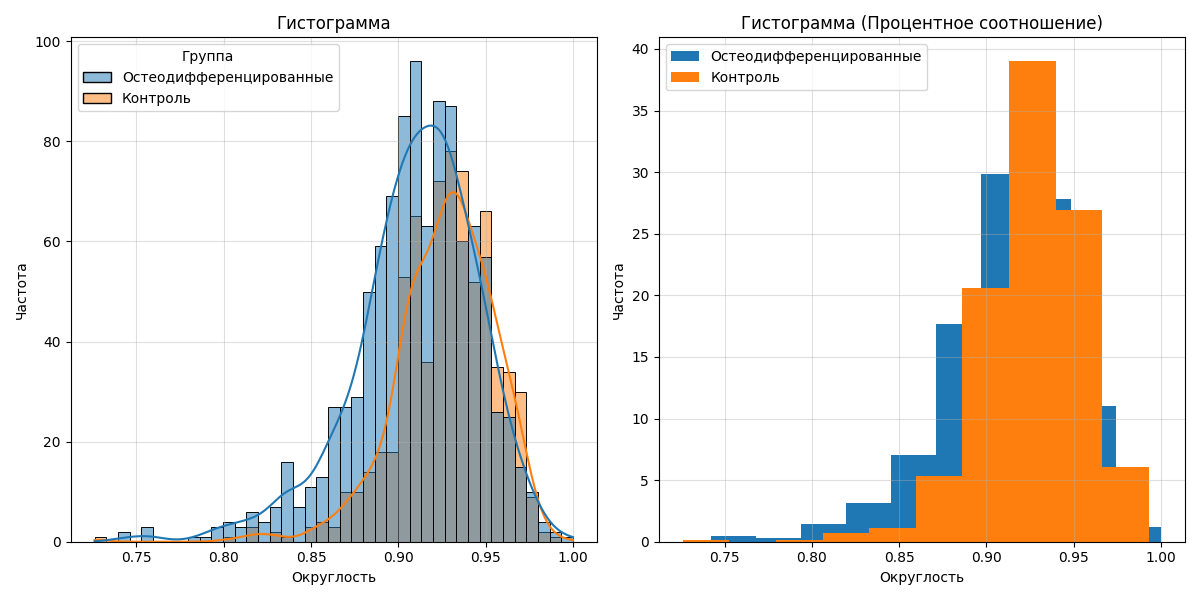 Гистограмма
Группа
Остеодифференцированные
Контроль
Частота
100
80
60
40
20
0
0.75
0.80
0.85
0.90
0.95
1.00
Округлость
Гистограмма (Процентное соотношение)
Остеодифференцированные
Контроль
Частота
40
35
30
25
20
15
10
5
0
0.75
0.80
0.85
0.90
0.95
1.00
Округлость